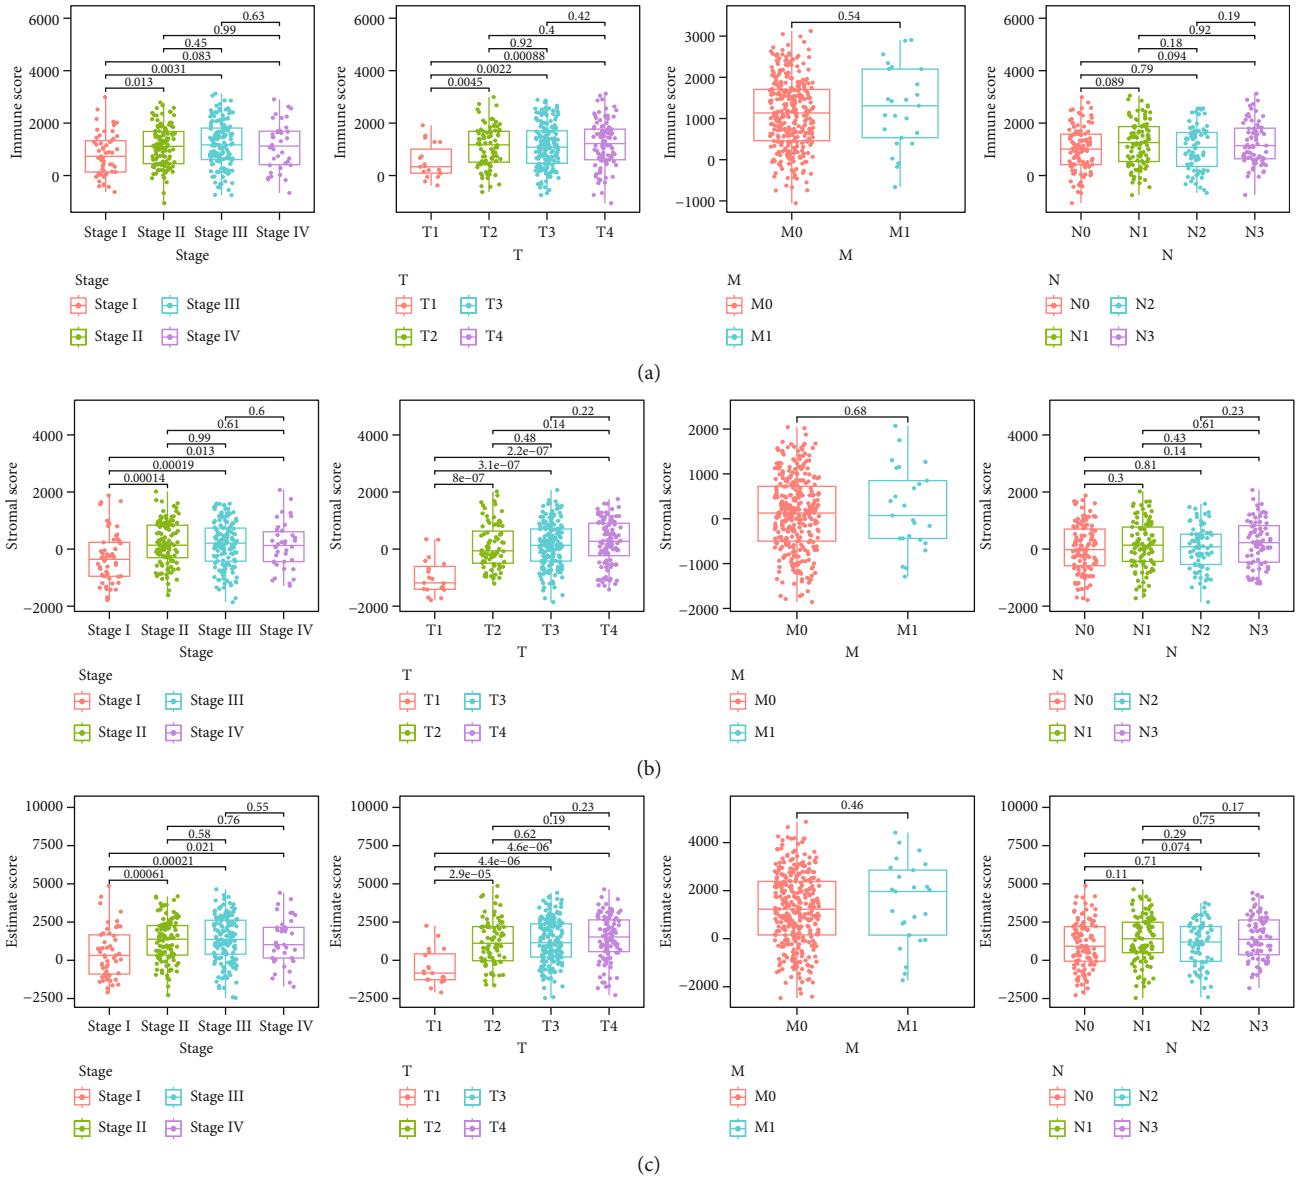 6000
4000
2000
0
Immune score
0.63
0.99
0.45
0.083
0.0031
0.013
Stage I Stage II Stage III Stage IV
Stage
Stage
Stage I Stage III
Stage II Stage IV
6000
4000
2000
0
Immune score
0.42
0.4
0.92
0.00088
0.0022
0.0045
T1 T2 T3 T4
T
T
T1 T3
T2 T4
3000
2000
1000
0
−1000
Immune score
0.54
M0 M1
M
M
M0
M1
6000
4000
2000
0
Immune score
0.19
0.92
0.18
0.094
0.79
0.089
N0 N1 N2 N3
N
N
N0 N2
N1 N3
(a)
4000
2000
0
−2000
Stromal score
0.6
0.61
0.99
0.013
0.00019
0.00014
Stage I Stage II Stage III Stage IV
Stage
Stage
Stage I Stage III
Stage II Stage IV
4000
2000
0
−2000
Stromal score
0.22
0.14
0.48
2.2e−07
3.1e−07
8e−07
T1 T2 T3 T4
T
T
T1 T3
T2 T4
2000
1000
0
−1000
−2000
Stromal score
0.68
M0 M1
M
M
M0
M1
4000
2000
0
−2000
Stromal score
0.23
0.61
0.43
0.14
0.81
0.3
N0 N1 N2 N3
N
N
N0 N2
N1 N3
(b)
10000
7500
5000
2500
0
−2500
Estimate score
0.55
0.76
0.58
0.021
0.00021
0.00061
Stage I Stage II Stage III Stage IV
Stage
Stage
Stage I Stage III
Stage II Stage IV
10000
7500
5000
2500
0
−2500
Estimate score
0.23
0.19
0.62
4.6e−06
4.4e−06
2.9e−05
T1 T2 T3 T4
T
T
T1 T3
T2 T4
4000
2000
0
−2000
Estimate score
0.46
M0 M1
M
M
M0
M1
10000
7500
5000
2500
0
−2500
Estimate score
0.17
0.75
0.29
0.074
0.71
0.11
N0 N1 N2 N3
N
N
N0 N2
N1 N3
(c)